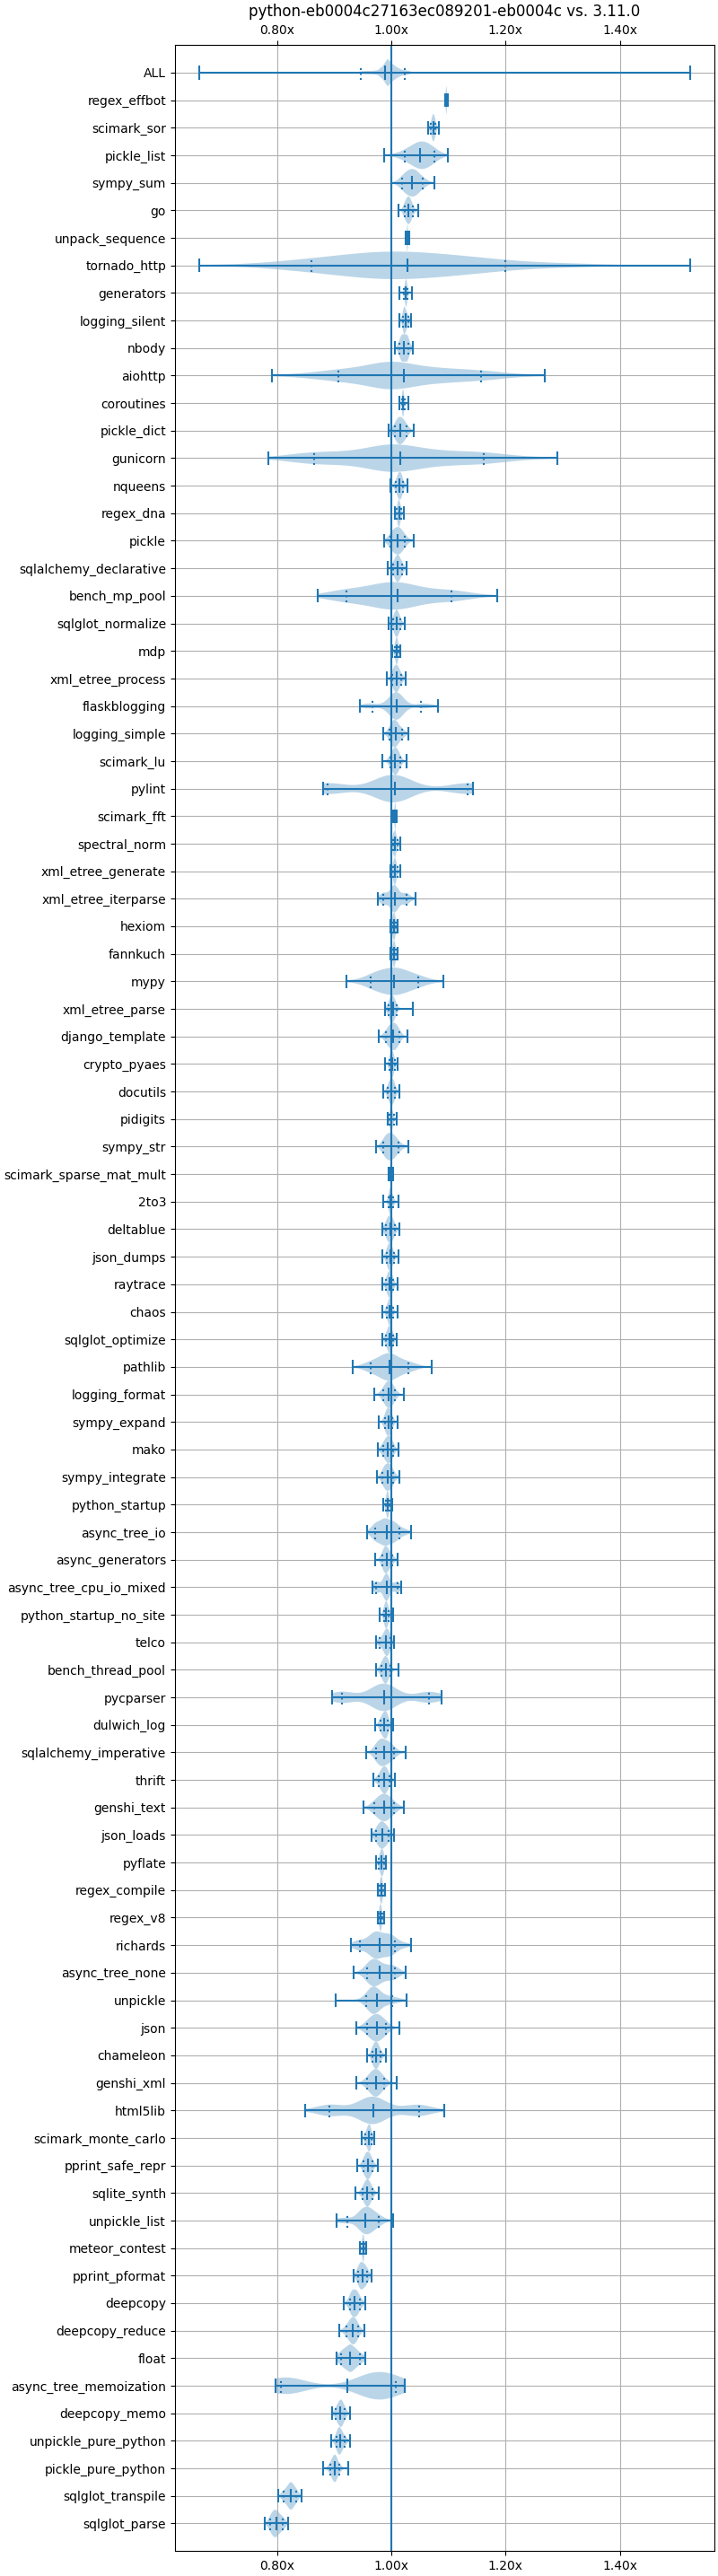 python-eb0004c27163ec089201-eb0004c vs. 3.11.0
0.80x 1.00x 1.20x 1.40x
ALL
regex_effbot
scimark_sor
pickle_list
sympy_sum
go
unpack_sequence
tornado_http
generators
logging_silent
nbody
aiohttp
coroutines
pickle_dict
gunicorn
nqueens
regex_dna
pickle
sqlalchemy_declarative
bench_mp_pool
sqlglot_normalize
mdp
xml_etree_process
flaskblogging
logging_simple
scimark_lu
pylint
scimark_fft
spectral_norm
xml_etree_generate
xml_etree_iterparse
hexiom
fannkuch
mypy
xml_etree_parse
django_template
crypto_pyaes
docutils
pidigits
sympy_str
scimark_sparse_mat_mult
2to3
deltablue
json_dumps
raytrace
chaos
sqlglot_optimize
pathlib
logging_format
sympy_expand
mako
sympy_integrate
python_startup
async_tree_io
async_generators
async_tree_cpu_io_mixed
python_startup_no_site
telco
bench_thread_pool
pycparser
dulwich_log
sqlalchemy_imperative
thrift
genshi_text
json_loads
pyflate
regex_compile
regex_v8
richards
async_tree_none
unpickle
json
chameleon
genshi_xml
html5lib
scimark_monte_carlo
pprint_safe_repr
sqlite_synth
unpickle_list
meteor_contest
pprint_pformat
deepcopy
deepcopy_reduce
float
async_tree_memoization
deepcopy_memo
unpickle_pure_python
pickle_pure_python
sqlglot_transpile
sqlglot_parse
0.80x 1.00x 1.20x 1.40x